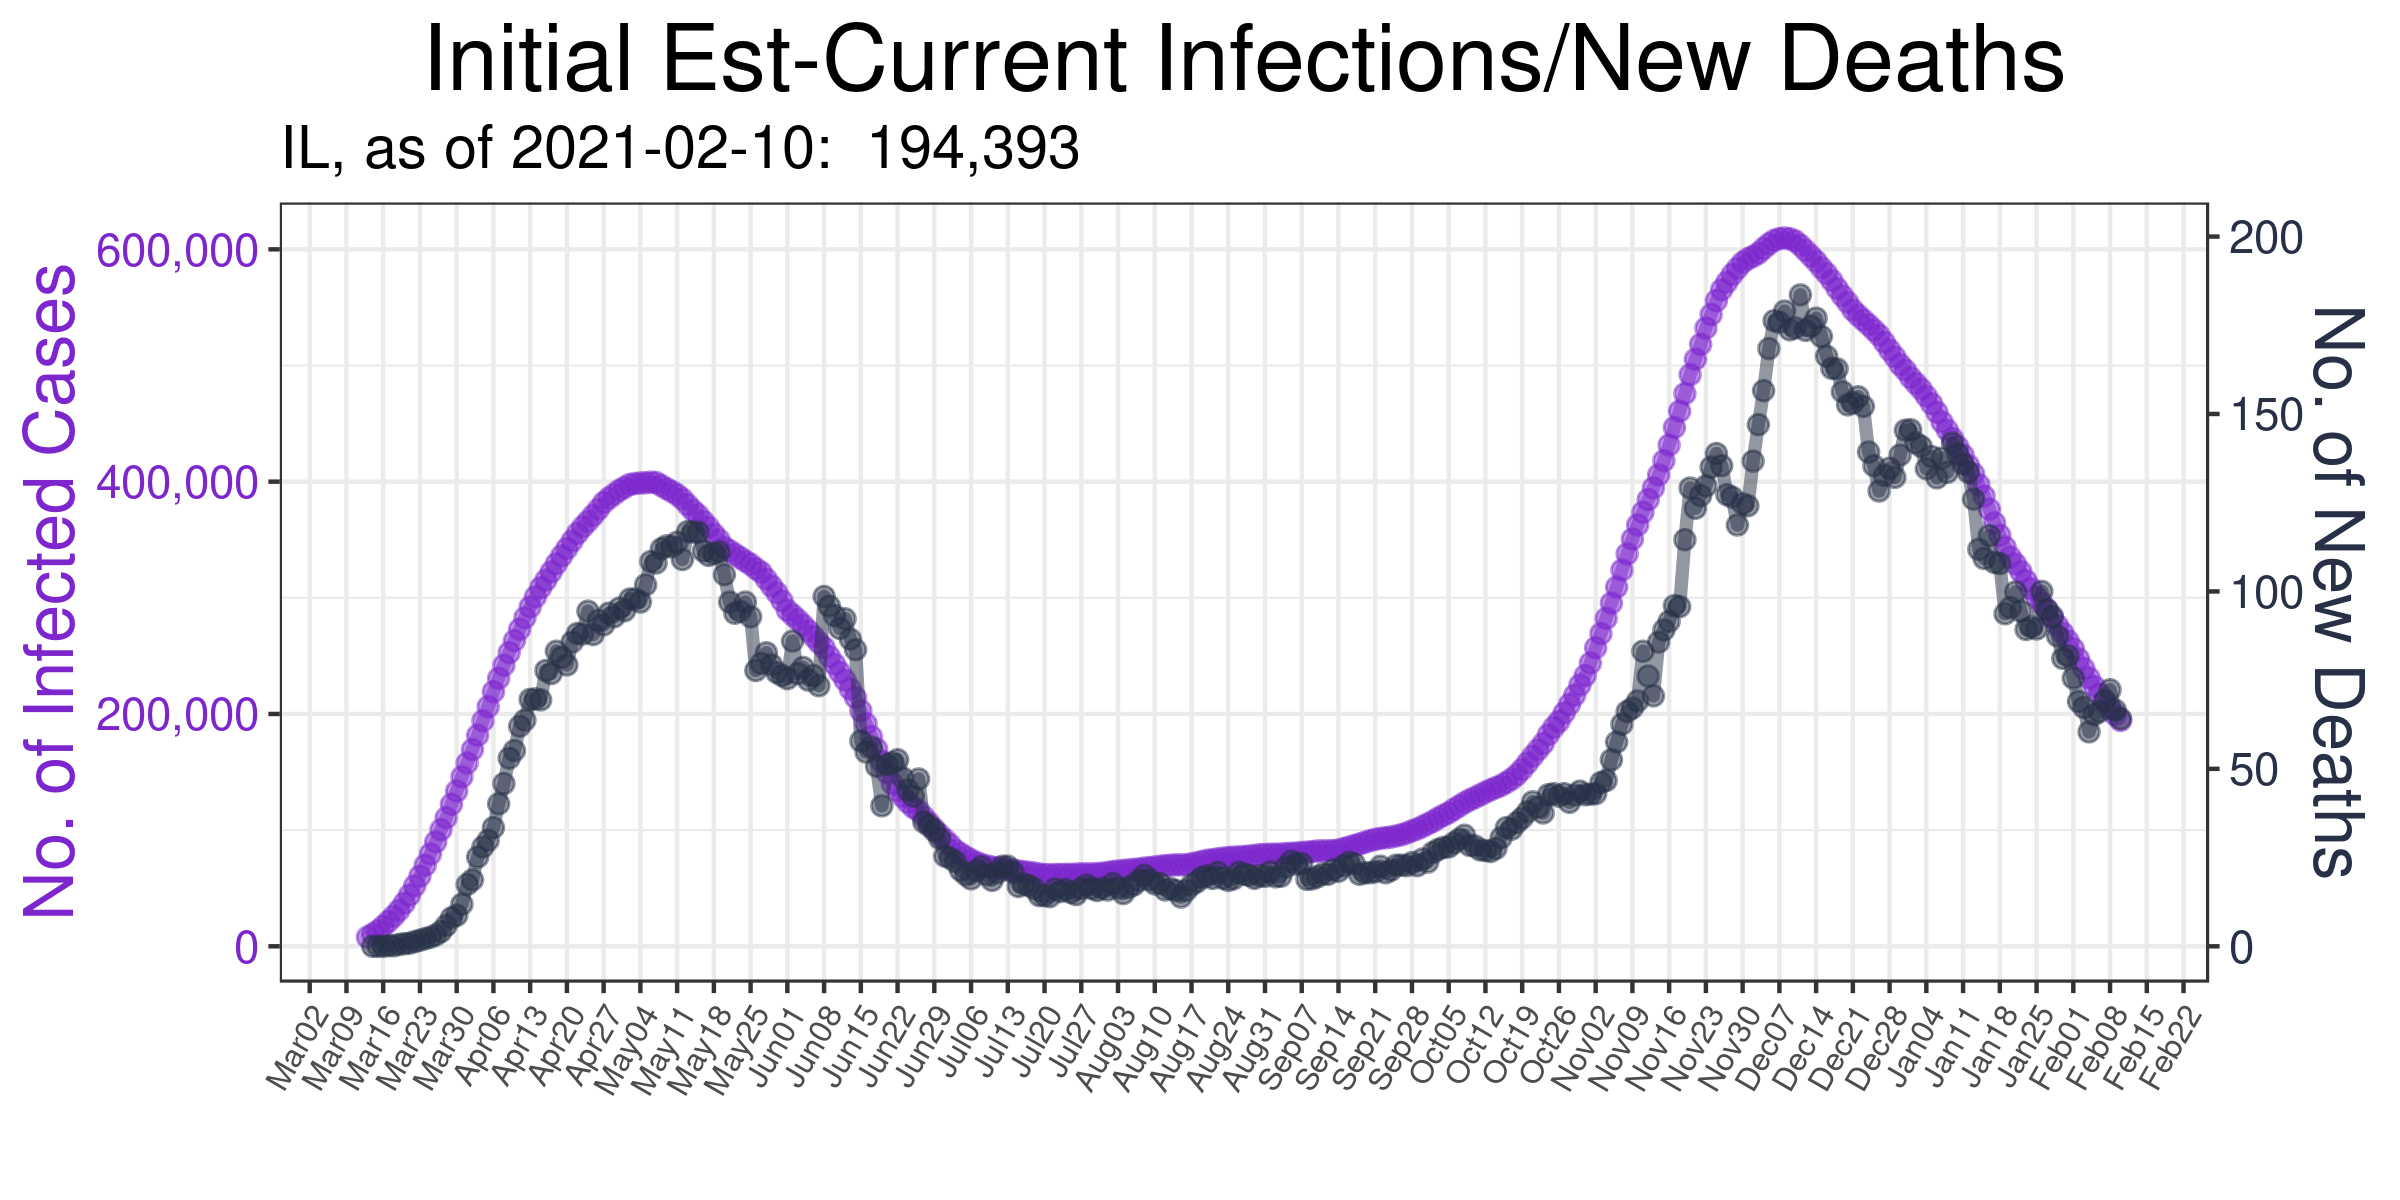 Initial Est-Current Infections/New Deaths
IL, as of 2021-02-10:  194,393
No. of Infected Cases
600,000
400,000
200,000
0
200
150
100
50
0
No. of New Deaths
Mar02
Mar09
Mar16
Mar23
Mar30
Apr06
Apr13
Apr20
Apr27
May04
May11
May18
May25
Jun01
Jun08
Jun15
Jun22
Jun29
Jul06
Jul13
Jul20
Jul27
Aug03
Aug10
Aug17
Aug24
Aug31
Sep07
Sep14
Sep21
Sep28
Oct05
Oct12
Oct19
Oct26
Nov02
Nov09
Nov16
Nov23
Nov30
Dec07
Dec14
Dec21
Dec28
Jan04
Jan11
Jan18
Jan25
Feb01
Feb08
Feb15
Feb22